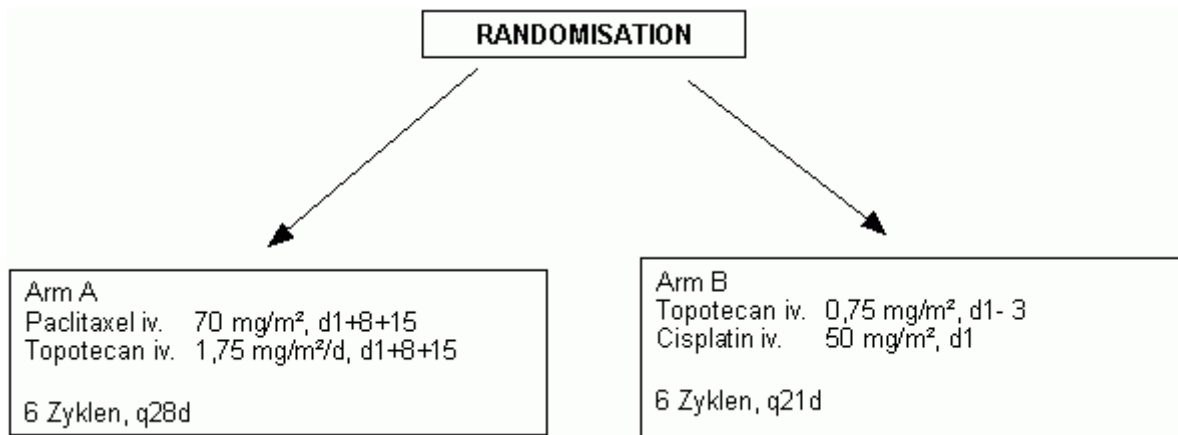 RANDOMISATION
Arm A
Paclitaxel iv. 70 mg/m², d1+8+15
Topotecan iv. 1,75 mg/m²/d, d1+8+15
6 Zyklen, q28d
Arm B
Topotecan iv. 0,75 mg/m², d1- 3
Cisplatin iv. 50 mg/m², d1
6 Zyklen, q21d